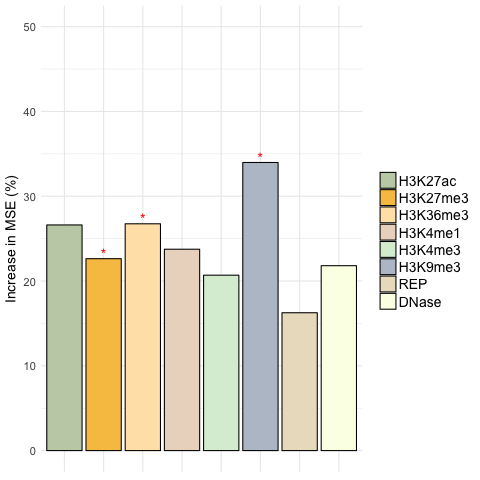 50
40
30
20
10
0
Increase in MSE (%)
*
*
*
H3K27ac
H3K27me3
H3K36me3
H3K4me1
H3K4me3
H3K9me3
REP
DNase